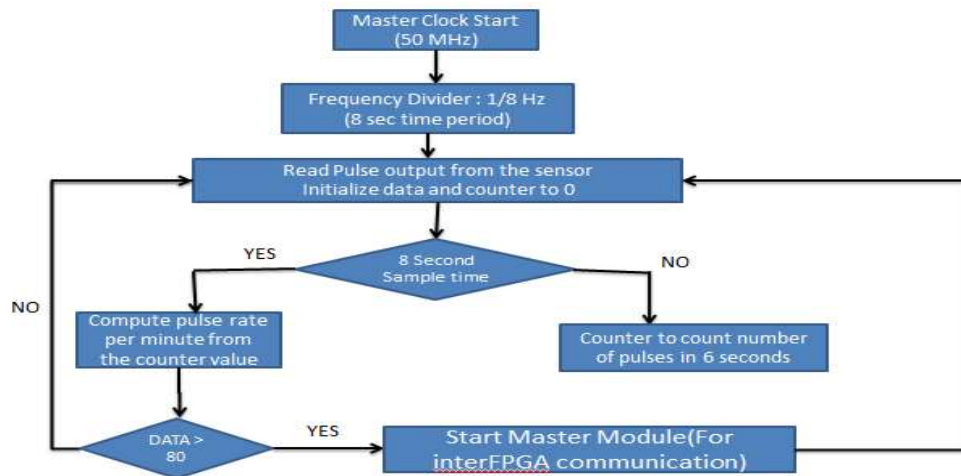 Master Clock Start
(50 MHz)
Frequency Divider : 1/8 Hz
(8 sec time period)
Read Pulse output from the sensor
Initialize data and counter to 0
YES
8 Second
Sample time
NO
NO
Compute pulse rate
per minute from
the counter value
Counter to count number
of pulses in 6 seconds
DATA >
80
YES
Start Master Module(For
interFPGA communication)